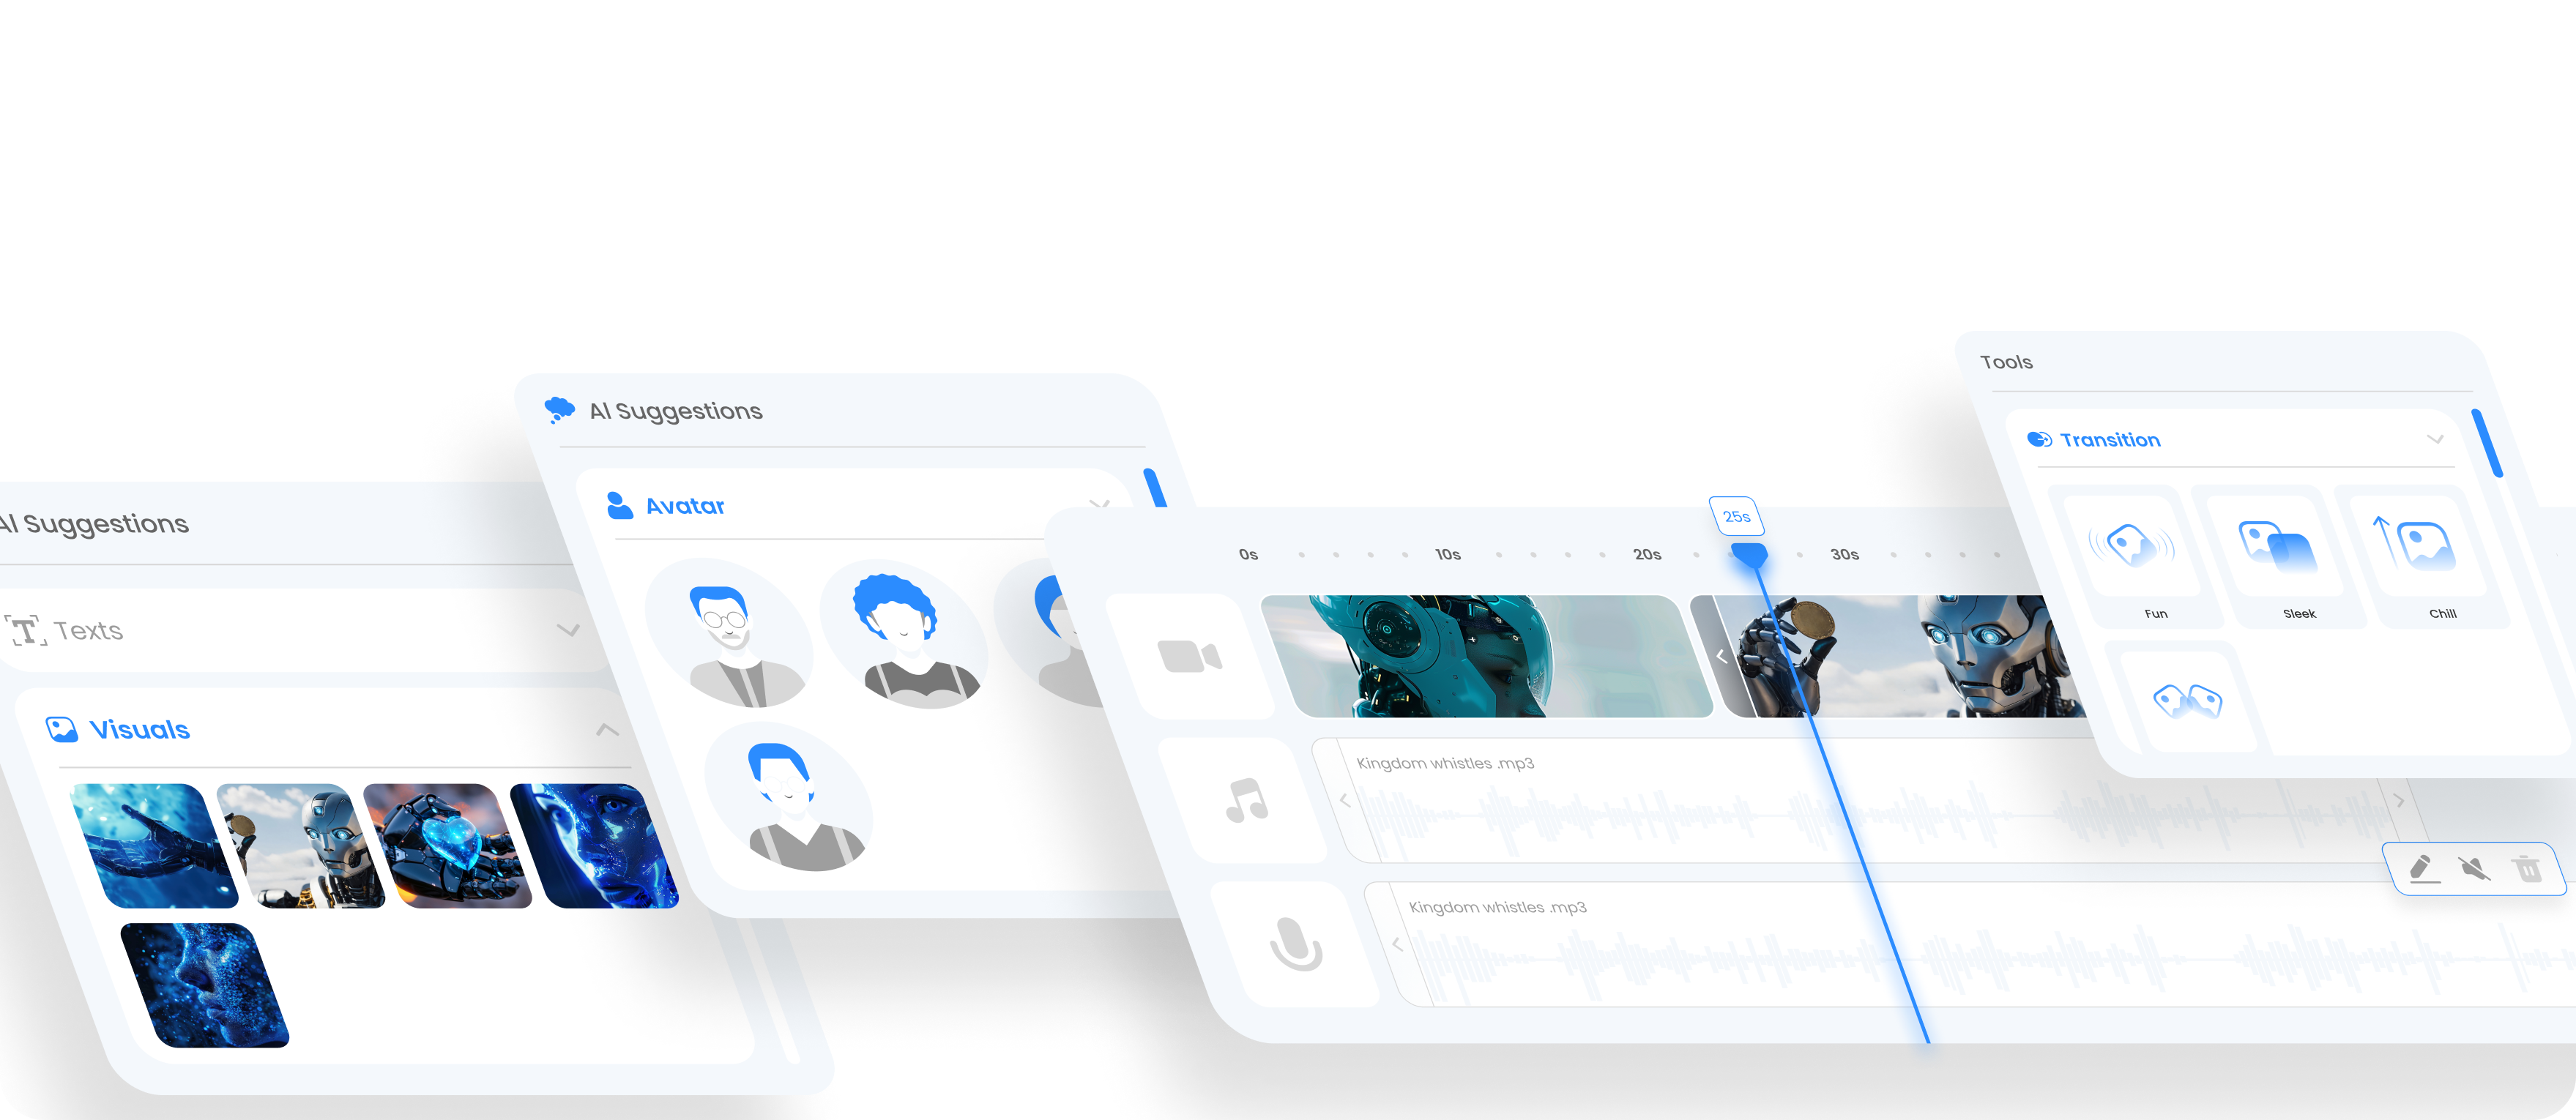 AI Suggestions
Texts
Visuals
AI Suggestions
Avatar
0s
10s
20s
25s
30s
Kingdom whistles .mp3
Kingdom whistles .mp3
Tools
Transition
Fun
Sleek
Chill